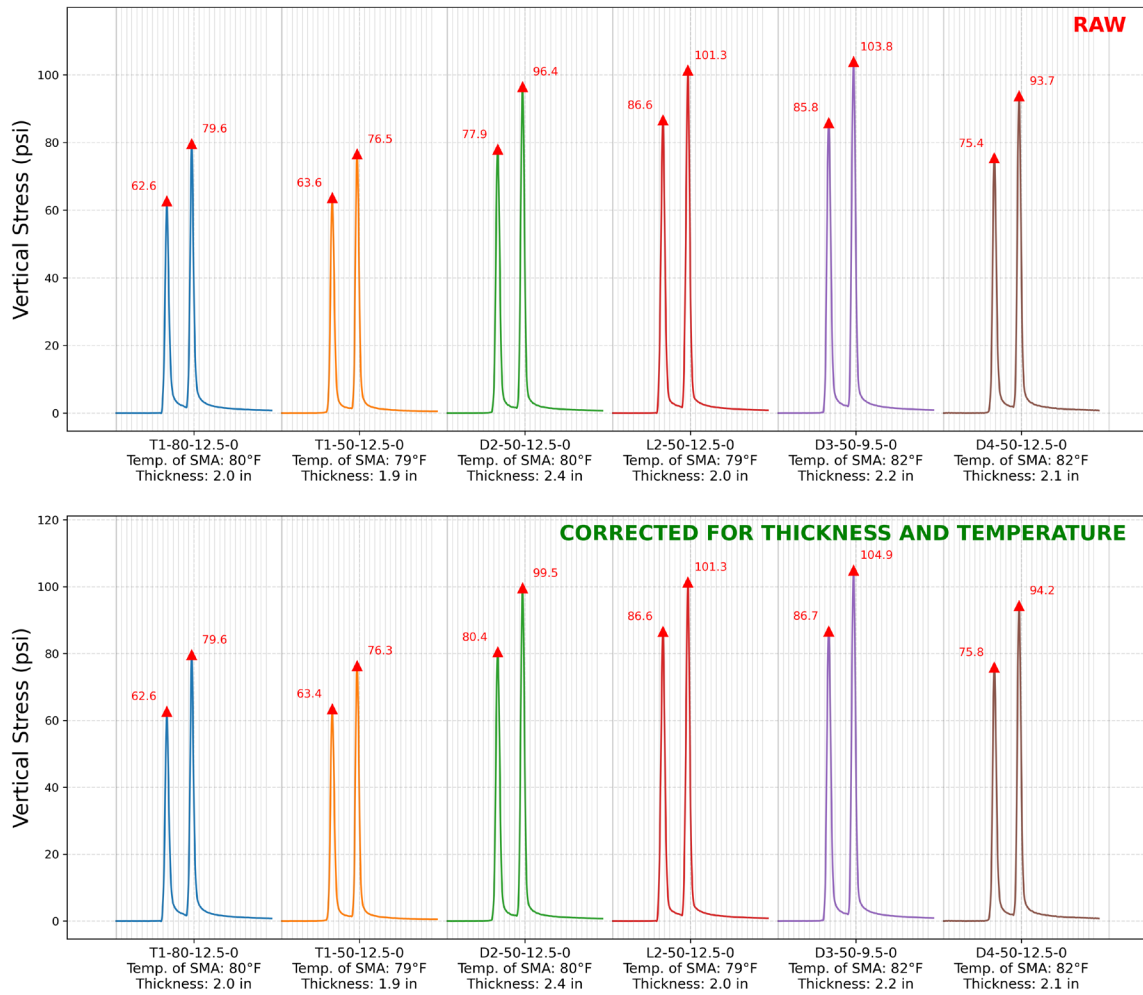 RAW
103.8
101.3
96.4
93.7
86.6
85.8
79.6
77.9
76.5
75.4
62.6
63.6
100
80
60
40
20
0
Vertical Stress (psi)
T1-80-12.5-0
Temp. of SMA: 80°F
Thickness: 2.0 in
T1-50-12.5-0
Temp. of SMA: 79°F
Thickness: 1.9 in
D2-50-12.5-0
Temp. of SMA: 80°F
Thickness: 2.4 in
L2-50-12.5-0
Temp. of SMA: 79°F
Thickness: 2.0 in
D3-50-9.5-0
Temp. of SMA: 82°F
Thickness: 2.2 in
D4-50-12.5-0
Temp. of SMA: 82°F
Thickness: 2.1 in
CORRECTED FOR THICKNESS AND TEMPERATURE
104.9
101.3
99.5
94.2
86.6
86.7
80.4
79.6
76.3
75.8
62.6
63.4
120
100
80
60
40
20
0
Vertical Stress (psi)
T1-80-12.5-0
Temp. of SMA: 80°F
Thickness: 2.0 in
T1-50-12.5-0
Temp. of SMA: 79°F
Thickness: 1.9 in
D2-50-12.5-0
Temp. of SMA: 80°F
Thickness: 2.4 in
L2-50-12.5-0
Temp. of SMA: 79°F
Thickness: 2.0 in
D3-50-9.5-0
Temp. of SMA: 82°F
Thickness: 2.2 in
D4-50-12.5-0
Temp. of SMA: 82°F
Thickness: 2.1 in